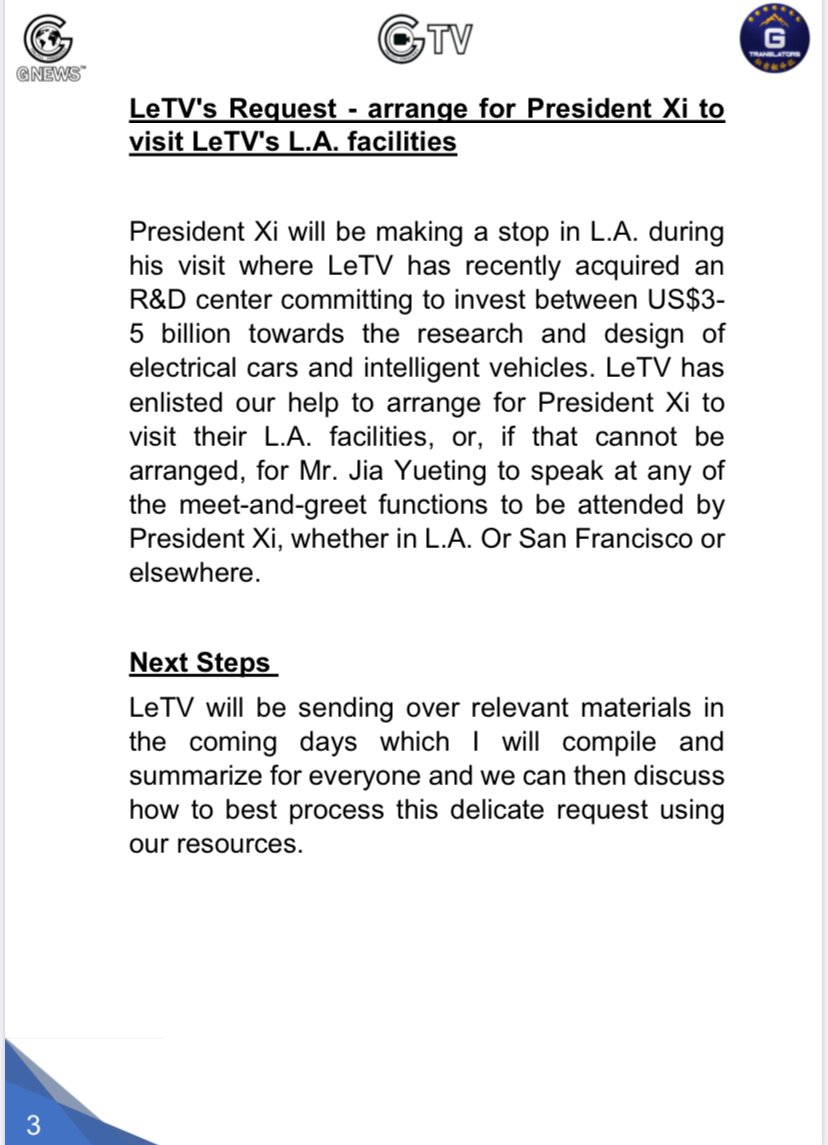 GNEWS™
GTV
G
TRANSLATORS
LeTV's Request - arrange for President Xi to
visit LeTV's L.A. facilities
President Xi will be making a stop in L.A. during
his visit where LeTV has recently acquired an
R&D center committing to invest between US$3-
5 billion towards the research and design of
electrical cars and intelligent vehicles. LeTV has
enlisted our help to arrange for President Xi to
visit their L.A. facilities, or, if that cannot be
arranged, for Mr. Jia Yueting to speak at any of
the meet-and-greet functions to be attended by
President Xi, whether in L.A. Or San Francisco or
elsewhere.
Next Steps
LeTV will be sending over relevant materials in
the coming days which I will compile and
summarize for everyone and we can then discuss
how to best process this delicate request using
our resources.
3